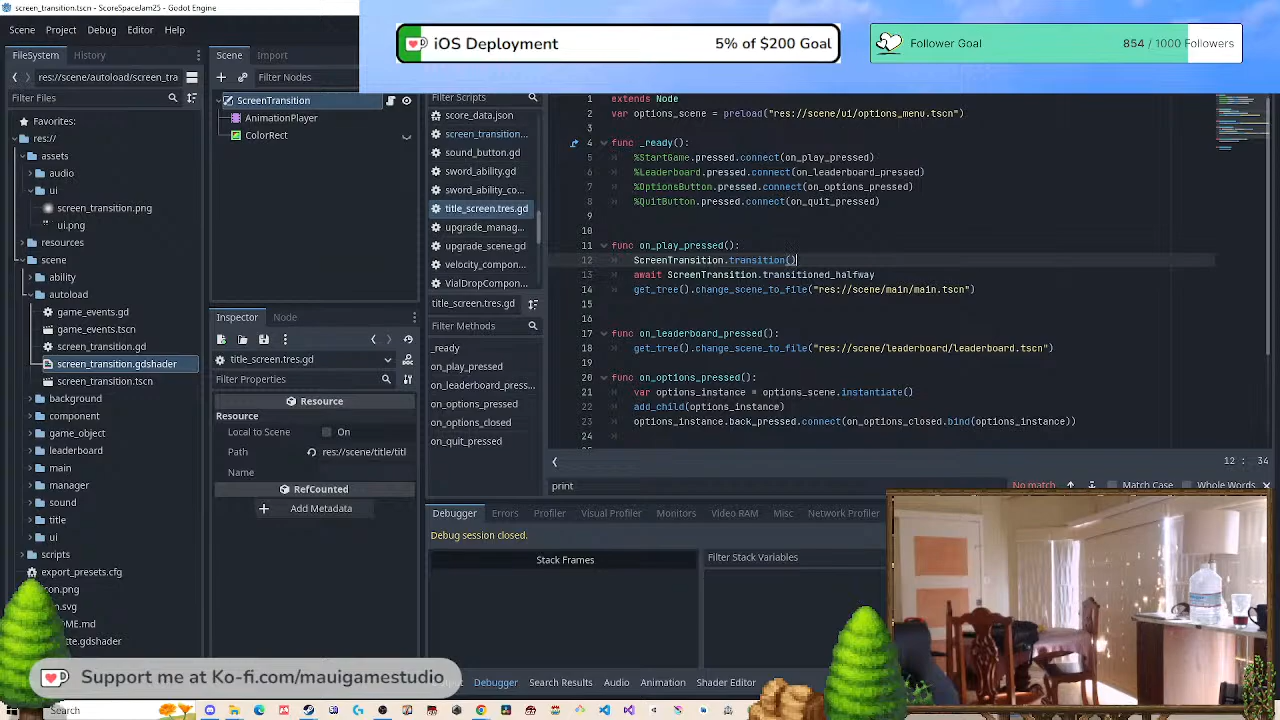 screen_transition.tscn - ScoreSpaceJam25 - Godot Engine
Scene Project Debug Editor Help
iOS Deployment 5% of $200 Goal
Follower Goal 854 / 1000 Followers
FileSystem History
res://scene/autoload/screen_tra
Filter Files
Favorites:
res://
assets
audio
ui
screen_transition.png
ui.png
resources
scene
ability
autoload
game_events.gd
game_events.tscn
screen_transition.gd
screen_transition.gdshader
screen_transition.tscn
background
component
game_object
leaderboard
main
manager
sound
title
ui
scripts
export_presets.cfg
Scene Import
Filter Nodes
ScreenTransition
AnimationPlayer
ColorRect
Inspector Node
title_screen.tres.gd
Filter Properties
Resource
Resource
Local to Scene On
Path res://scene/title/titl
Name
RefCounted
Add Metadata
Filter Scripts
score_data.json
screen_transition...
sound_button.gd
sword_ability.gd
sword_ability_co...
title_screen.tres.gd
upgrade_manag...
upgrade_scene.gd
velocity_compon...
VialDropCompon...
title_screen.tres.gd
Filter Methods
_ready
on_play_pressed
on_leaderboard_press...
on_options_pressed
on_options_closed
on_quit_pressed
1 extends Node
2 var options_scene = preload("res://scene/ui/options_menu.tscn")
3
4 func _ready():
5 %StartGame.pressed.connect(on_play_pressed)
6 %Leaderboard.pressed.connect(on_leaderboard_pressed)
7 %OptionsButton.pressed.connect(on_options_pressed)
8 %QuitButton.pressed.connect(on_quit_pressed)
9
10
11 func on_play_pressed():
12 ScreenTransition.transition()
13 await ScreenTransition.transitioned_halfway
14 get_tree().change_scene_to_file("res://scene/main/main.tscn")
15
16
17 func on_leaderboard_pressed():
18 get_tree().change_scene_to_file("res://scene/leaderboard/leaderboard.tscn")
19
20 func on_options_pressed():
21 var options_instance = options_scene.instantiate()
22 add_child(options_instance)
23 options_instance.back_pressed.connect(on_options_closed.bind(options_instance))
24
12 : 34
print No match Match Case Whole Words
Debugger Errors Profiler Visual Profiler Monitors Video RAM Misc Network Profiler
Debug session closed.
Stack Frames
Filter Stack Variables
Debugger Search Results Audio Animation Shader Editor
Support me at Ko-fi.com/mauigamestudio
Search